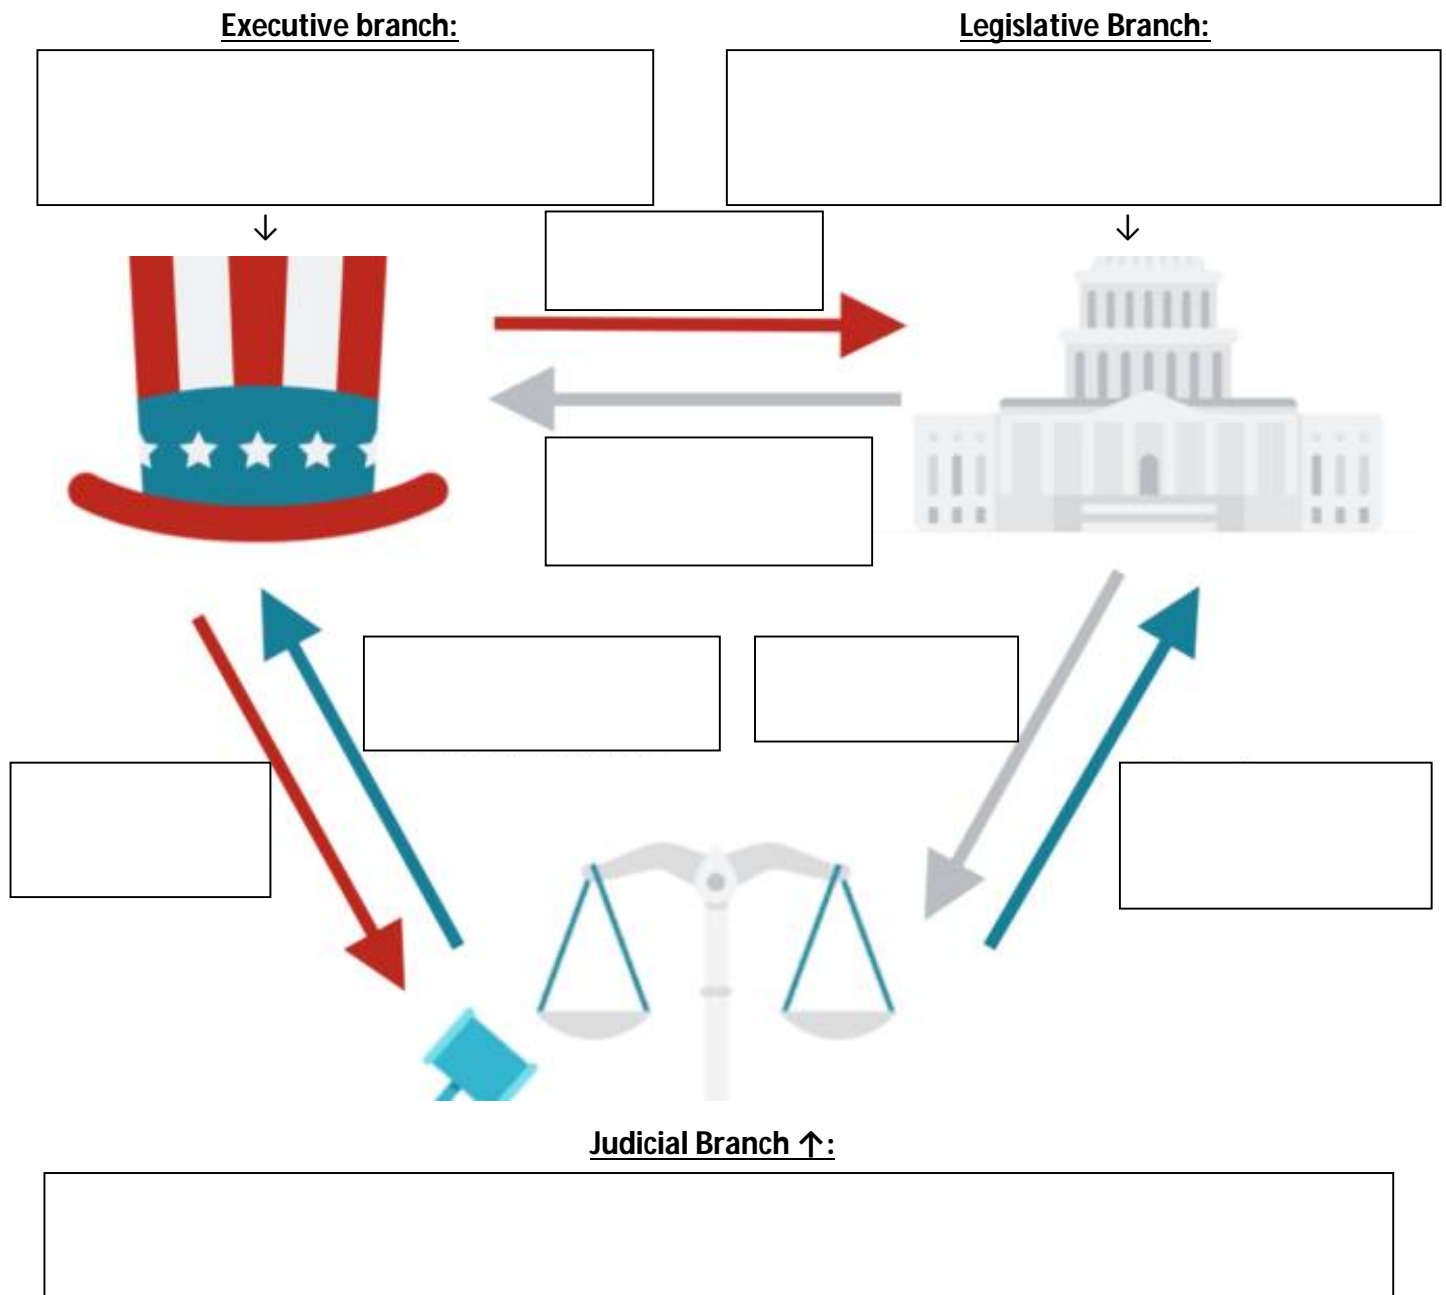 Executive branch:
Legislative Branch:
↓
↓
Judicial Branch ↑: